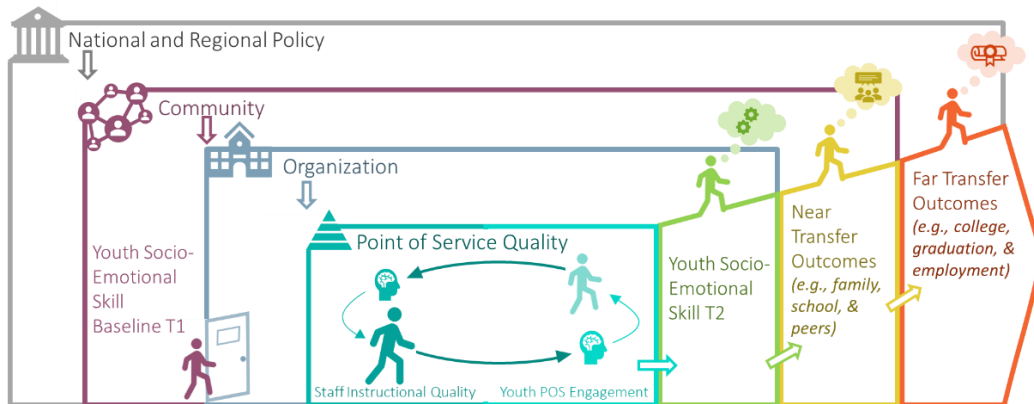 National and Regional Policy
Community
Organization
Point of Service Quality
Youth Socio-
Emotional
Skill
Baseline T1
Staff Instructional Quality
Youth POS Engagement
Youth Socio-
Emotional
Skill T2
Near
Transfer
Outcomes
(e.g., family,
school, &
peers)
Far Transfer
Outcomes
(e.g., college,
graduation, &
employment)